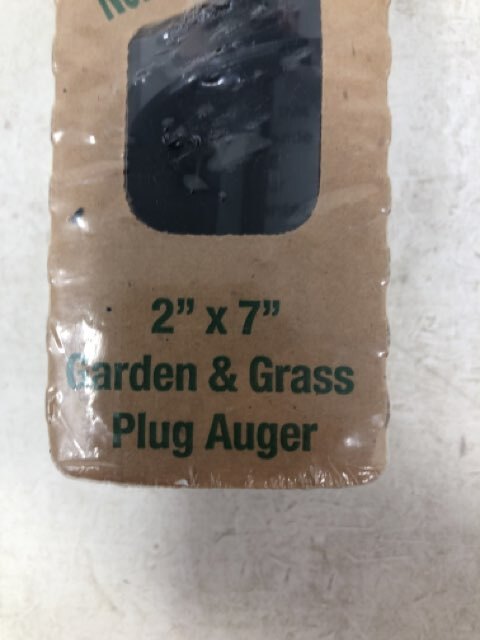 2” x 7”
Garden & Grass
Plug Auger